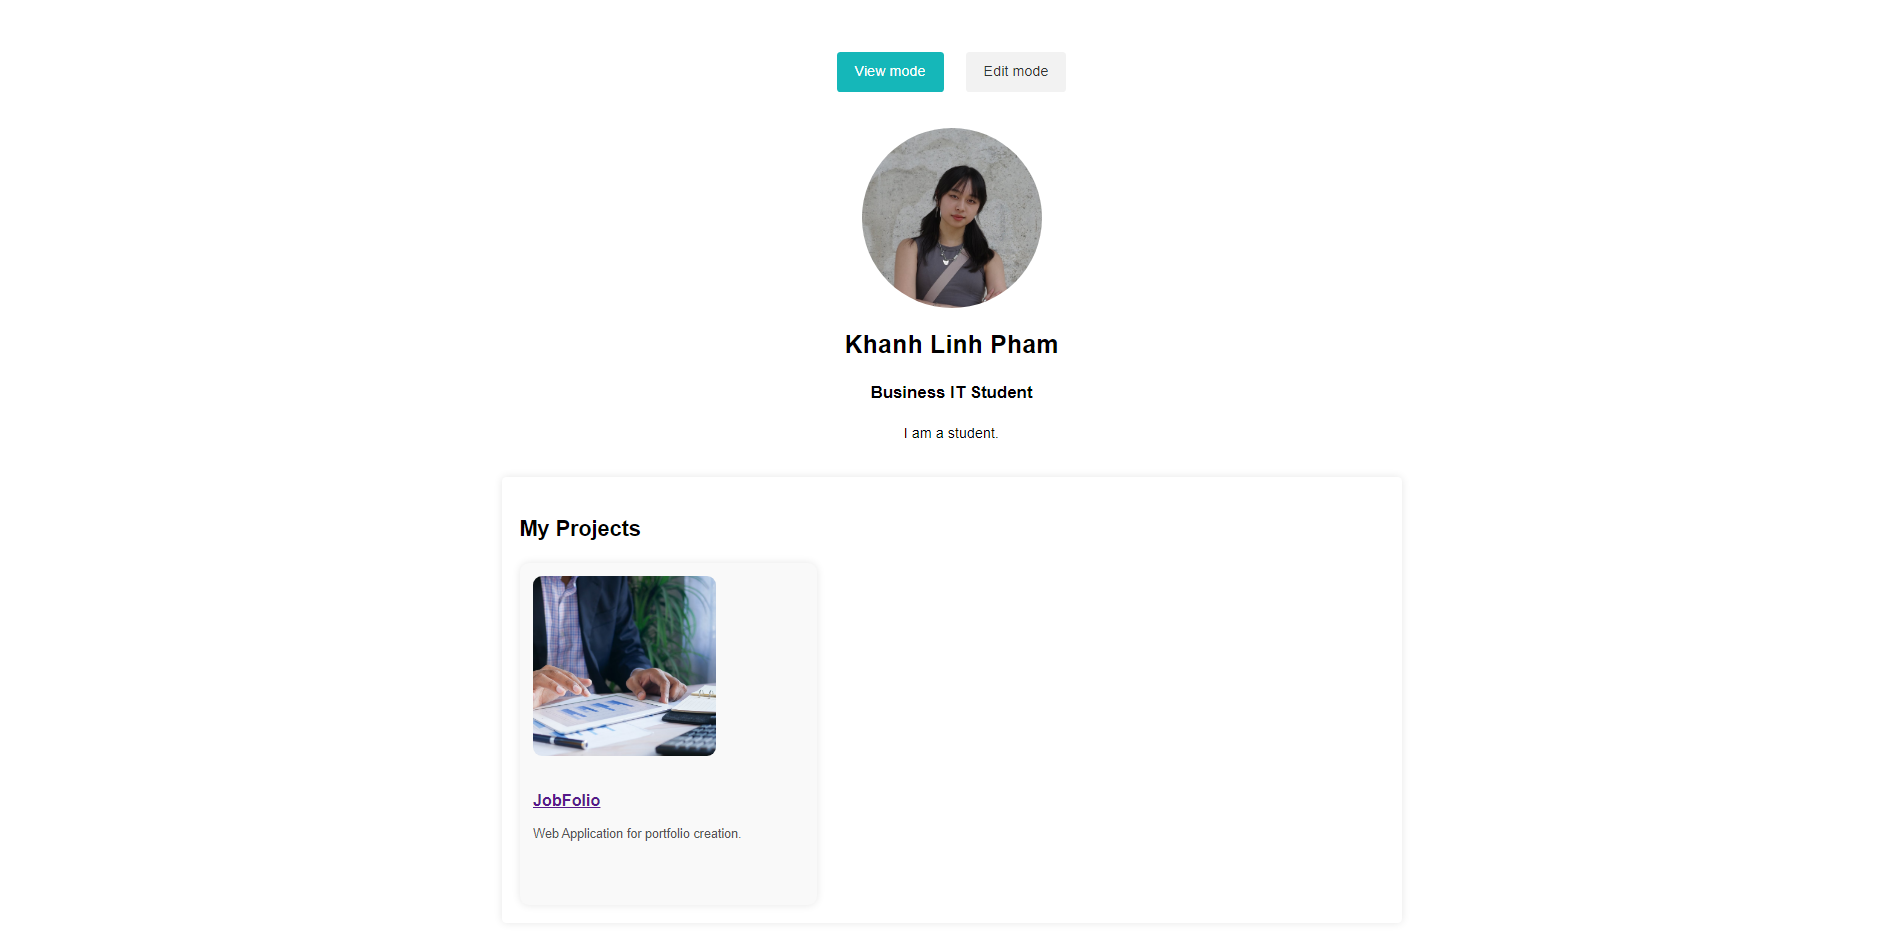 View mode
Edit mode
Khanh Linh Pham
Business IT Student
I am a student.
My Projects
JobFolio
Web Application for portfolio creation.